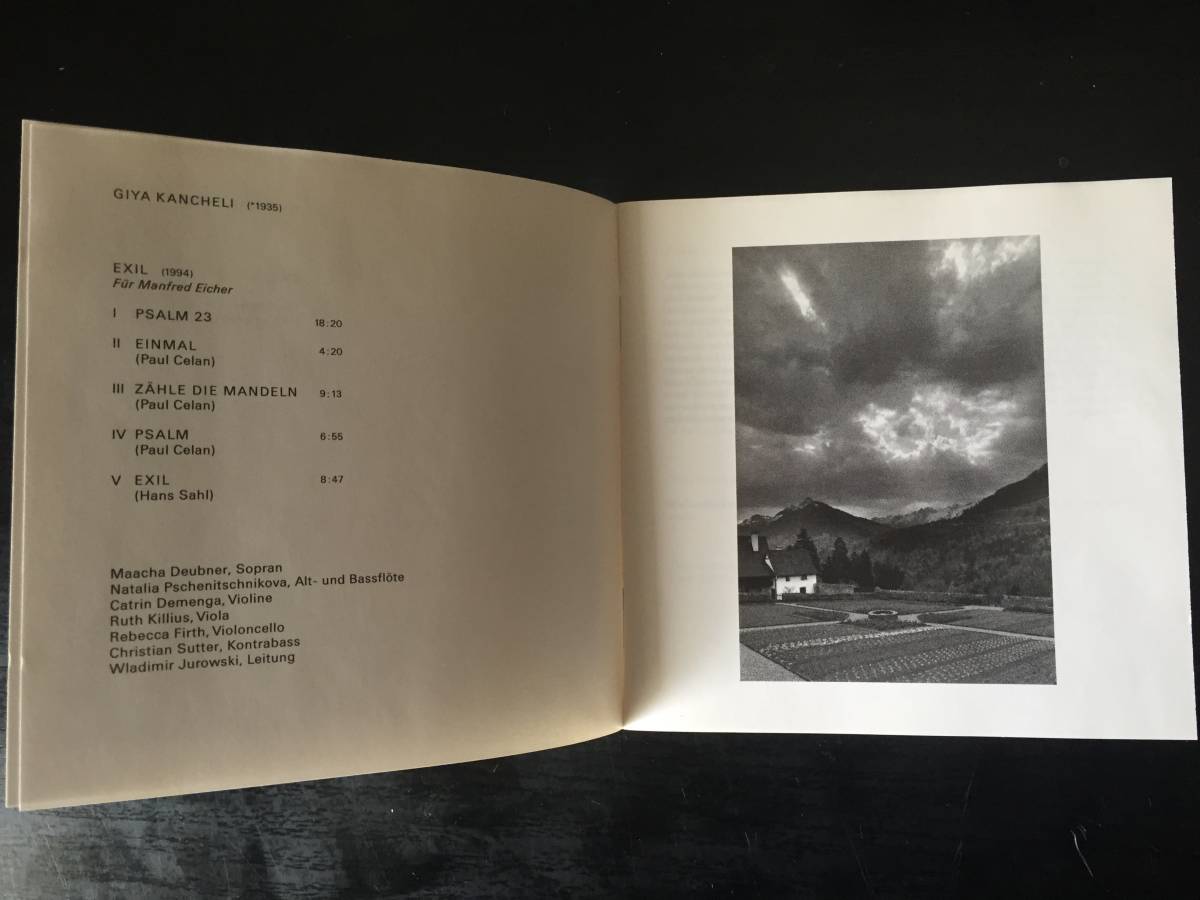 GIYA KANCHELI (*1935)
EXIL (1994)
Für Manfred Eicher
I PSALM 23 18:20
II EINMAL 4:20
(Paul Celan)
III ZÄHLE DIE MANDELN 9:13
(Paul Celan)
IV PSALM 6:55
(Paul Celan)
V EXIL 8:47
(Hans Sahl)
Maacha Deubner, Sopran
Natalia Pschenitschnikova, Alt- und Bassflöte
Catrin Demenga, Violine
Ruth Killius, Viola
Rebecca Firth, Violoncello
Christian Sutter, Kontrabass
Wladimir Jurowski, Leitung